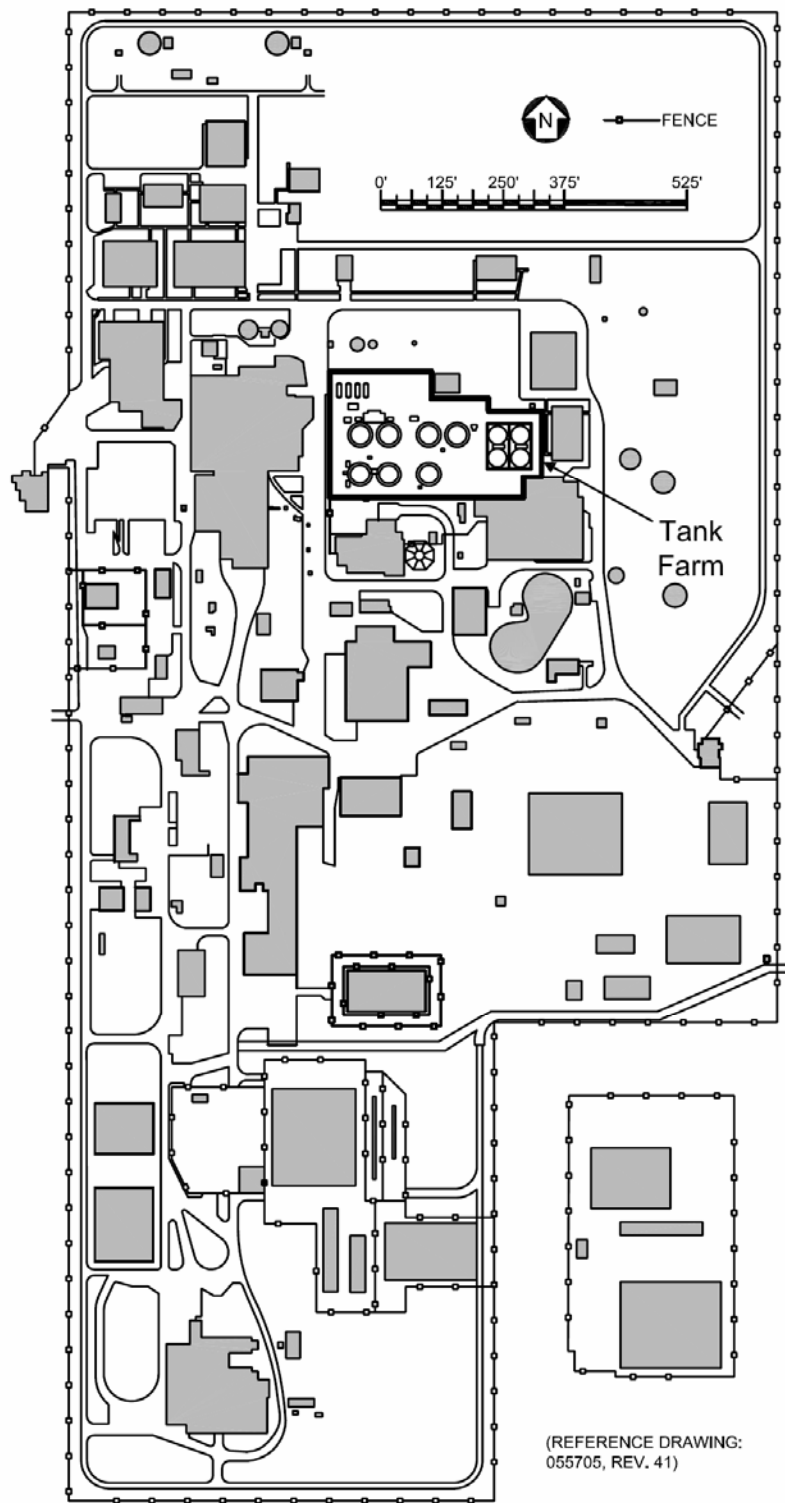 N
FENCE
0' 125' 250' 375' 525'
Tank
Farm
(REFERENCE DRAWING:
055705, REV. 41)